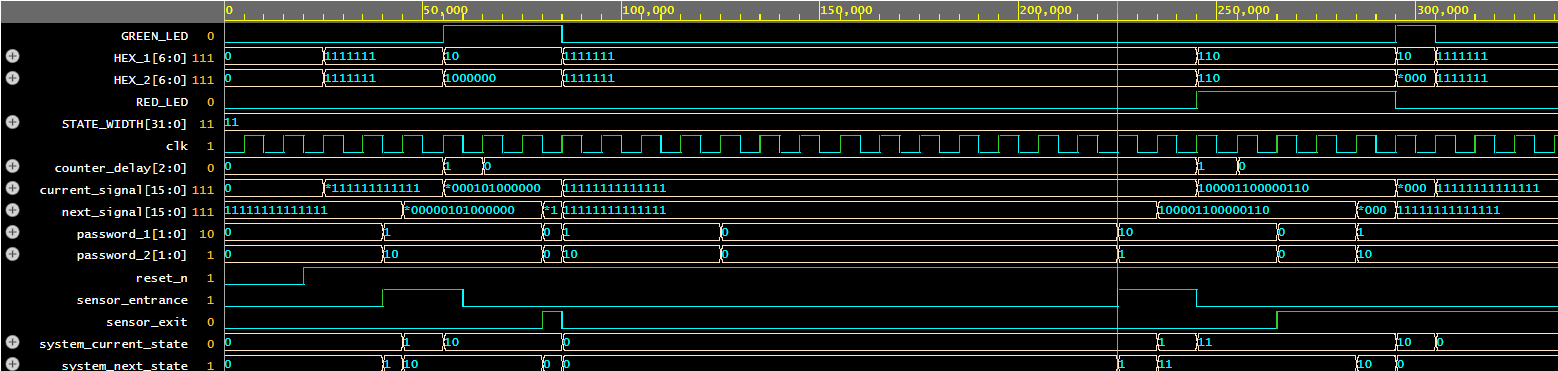 0 50,000 100,000 150,000 200,000 250,000 300,000
GREEN_LED 0
HEX_1[6:0] 111 0 1111111 10 1111111 110 10 1111111
HEX_2[6:0] 111 0 1111111 1000000 1111111 110 *000 1111111
RED_LED 0
STATE_WIDTH[31:0] 11 11
clk 1
counter_delay[2:0] 0 0 1 0 1 0
current_signal[15:0] 111 0 *111111111111 *000101000000 11111111111111 100001100000110 *000 11111111111111
next_signal[15:0] 111 11111111111111 *00000101000000 *1 11111111111111 100001100000110 *000 11111111111111
password_1[1:0] 10 0 1 0 1 0 10 0 1
password_2[1:0] 1 0 10 0 10 0 1 0 10
reset_n 1
sensor_entrance 1
sensor_exit 0
system_current_state 0 0 1 10 0 1 11 10 0
system_next_state 1 0 1 10 0 0 1 11 10 0